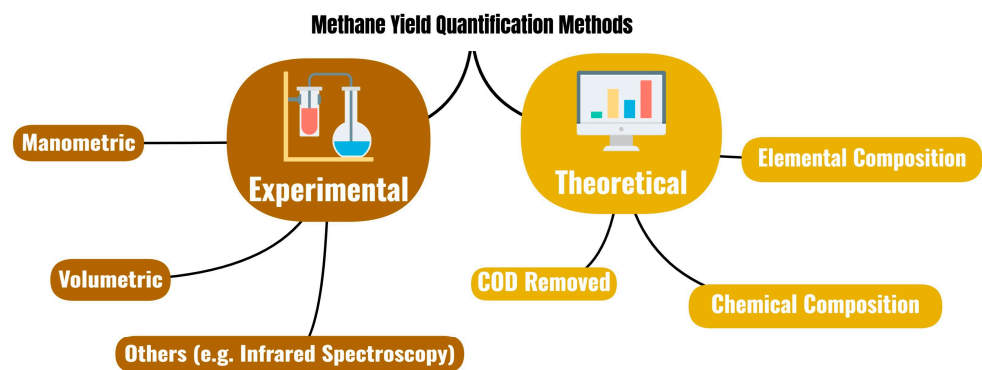 Methane Yield Quantification Methods
Experimental
Manometric
Volumetric
Others (e.g. Infrared Spectroscopy)
Theoretical
Elemental Composition
COD Removed
Chemical Composition